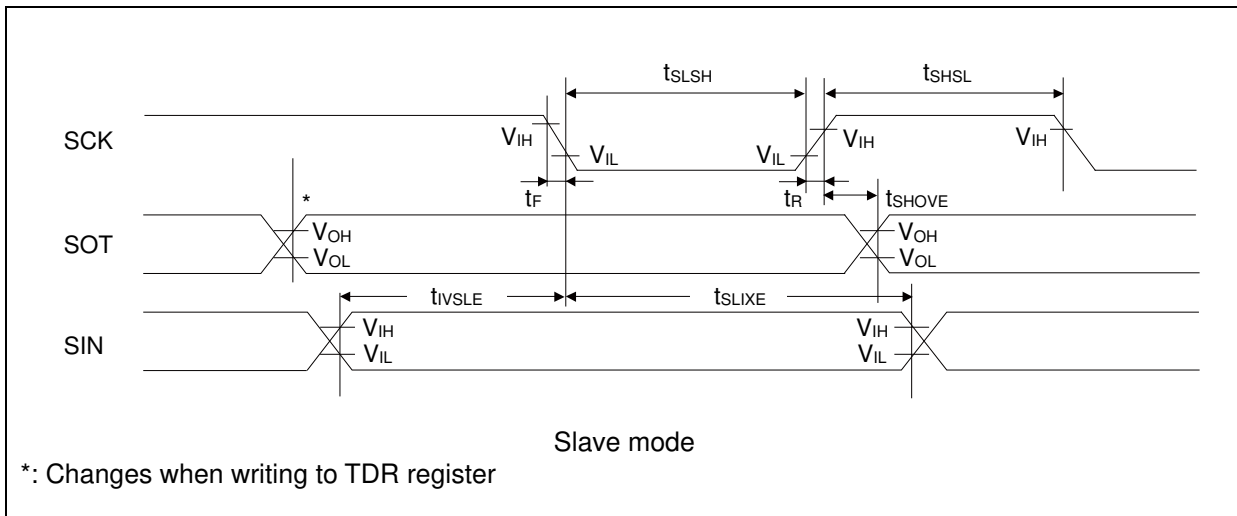 tSLSH
tSHSL
SCK
VIH
VIL
VIL
VIH
VIH
tF
tR
tSHOVE
*
SOT
VOH
VOL
VOH
VOL
tIVSLE
tSLIXE
SIN
VIH
VIL
VIH
VIL
Slave mode
*: Changes when writing to TDR register